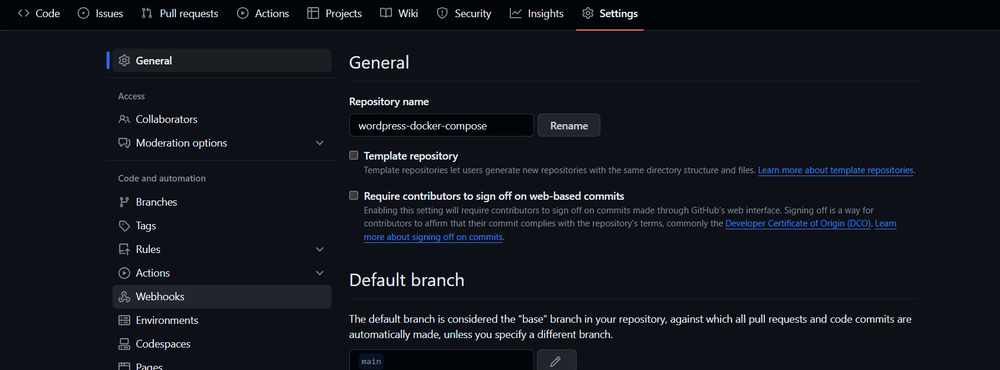 Code Issues Pull requests Actions Projects Wiki Security Insights Settings
General
Access
Collaborators
Moderation options
Code and automation
Branches
Tags
Rules
Actions
Webhooks
Environments
Codespaces
Pages
General
Repository name
wordpress-docker-compose Rename
Template repository
Template repositories let users generate new repositories with the same directory structure and files. Learn more about template repositories.
Require contributors to sign off on web-based commits
Enabling this setting will require contributors to sign off on commits made through GitHub's web interface. Signing off is a way for
contributors to affirm that their commit complies with the repository's terms, commonly the Developer Certificate of Origin (DCO). Learn
more about signing off on commits.
Default branch
The default branch is considered the “base” branch in your repository, against which all pull requests and code commits are
automatically made, unless you specify a different branch.
main